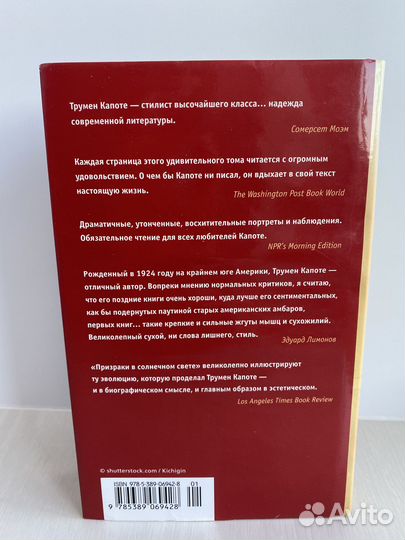 Трумен Капоте — стилист высочайшего класса... надежда
современной литературы.
Сомерсет Моэм
Каждая страница этого удивительного тома читается с огромным
удовольствием. О чем бы Капоте ни писал, он вдыхает в свой текст
настоящую жизнь.
The Washington Post Book World
Драматичные, утонченные, восхитительные портреты и наблюдения.
Обязательное чтение для всех любителей Капоте.
NPR's Morning Edition
Рожденный в 1924 году на крайнем юге Америки, Трумен Капоте —
отличный автор. Вопреки мнению нормальных критиков, я считаю,
что его поздние книги очень хороши, куда лучше его сентиментальных,
как бы подернутых паутиной старых американских амбаров,
первых книг... такие крепкие и сильные жгуты мышц и сухожилий.
Великолепный сухой, ни слова лишнего, стиль.
Эдуард Лимонов
«Призраки в солнечном свете» великолепно иллюстрируют
ту эволюцию, которую проделал Трумен Капоте —
и в биографическом смысле, и главным образом в эстетическом.
Los Angeles Times Book Review
© shutterstock.com / Kichigin
ISBN 978-5-389-06942-8
01
9 785389 069428
Avito